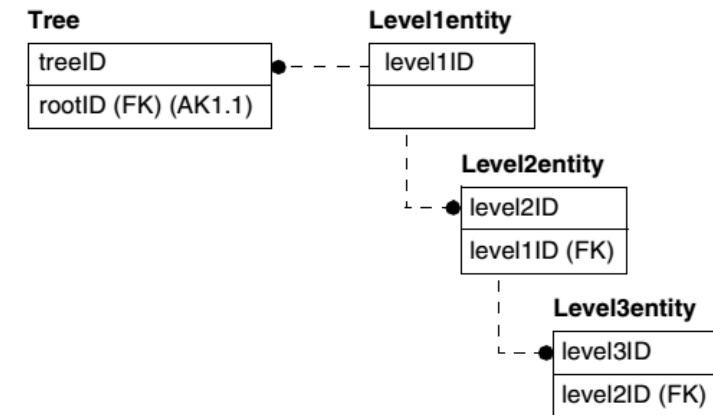 Tree
treeID
rootID (FK) (AK1.1)
Level1entity
level1ID
Level2entity
level2ID
level1ID (FK)
Level3entity
level3ID
level2ID (FK)